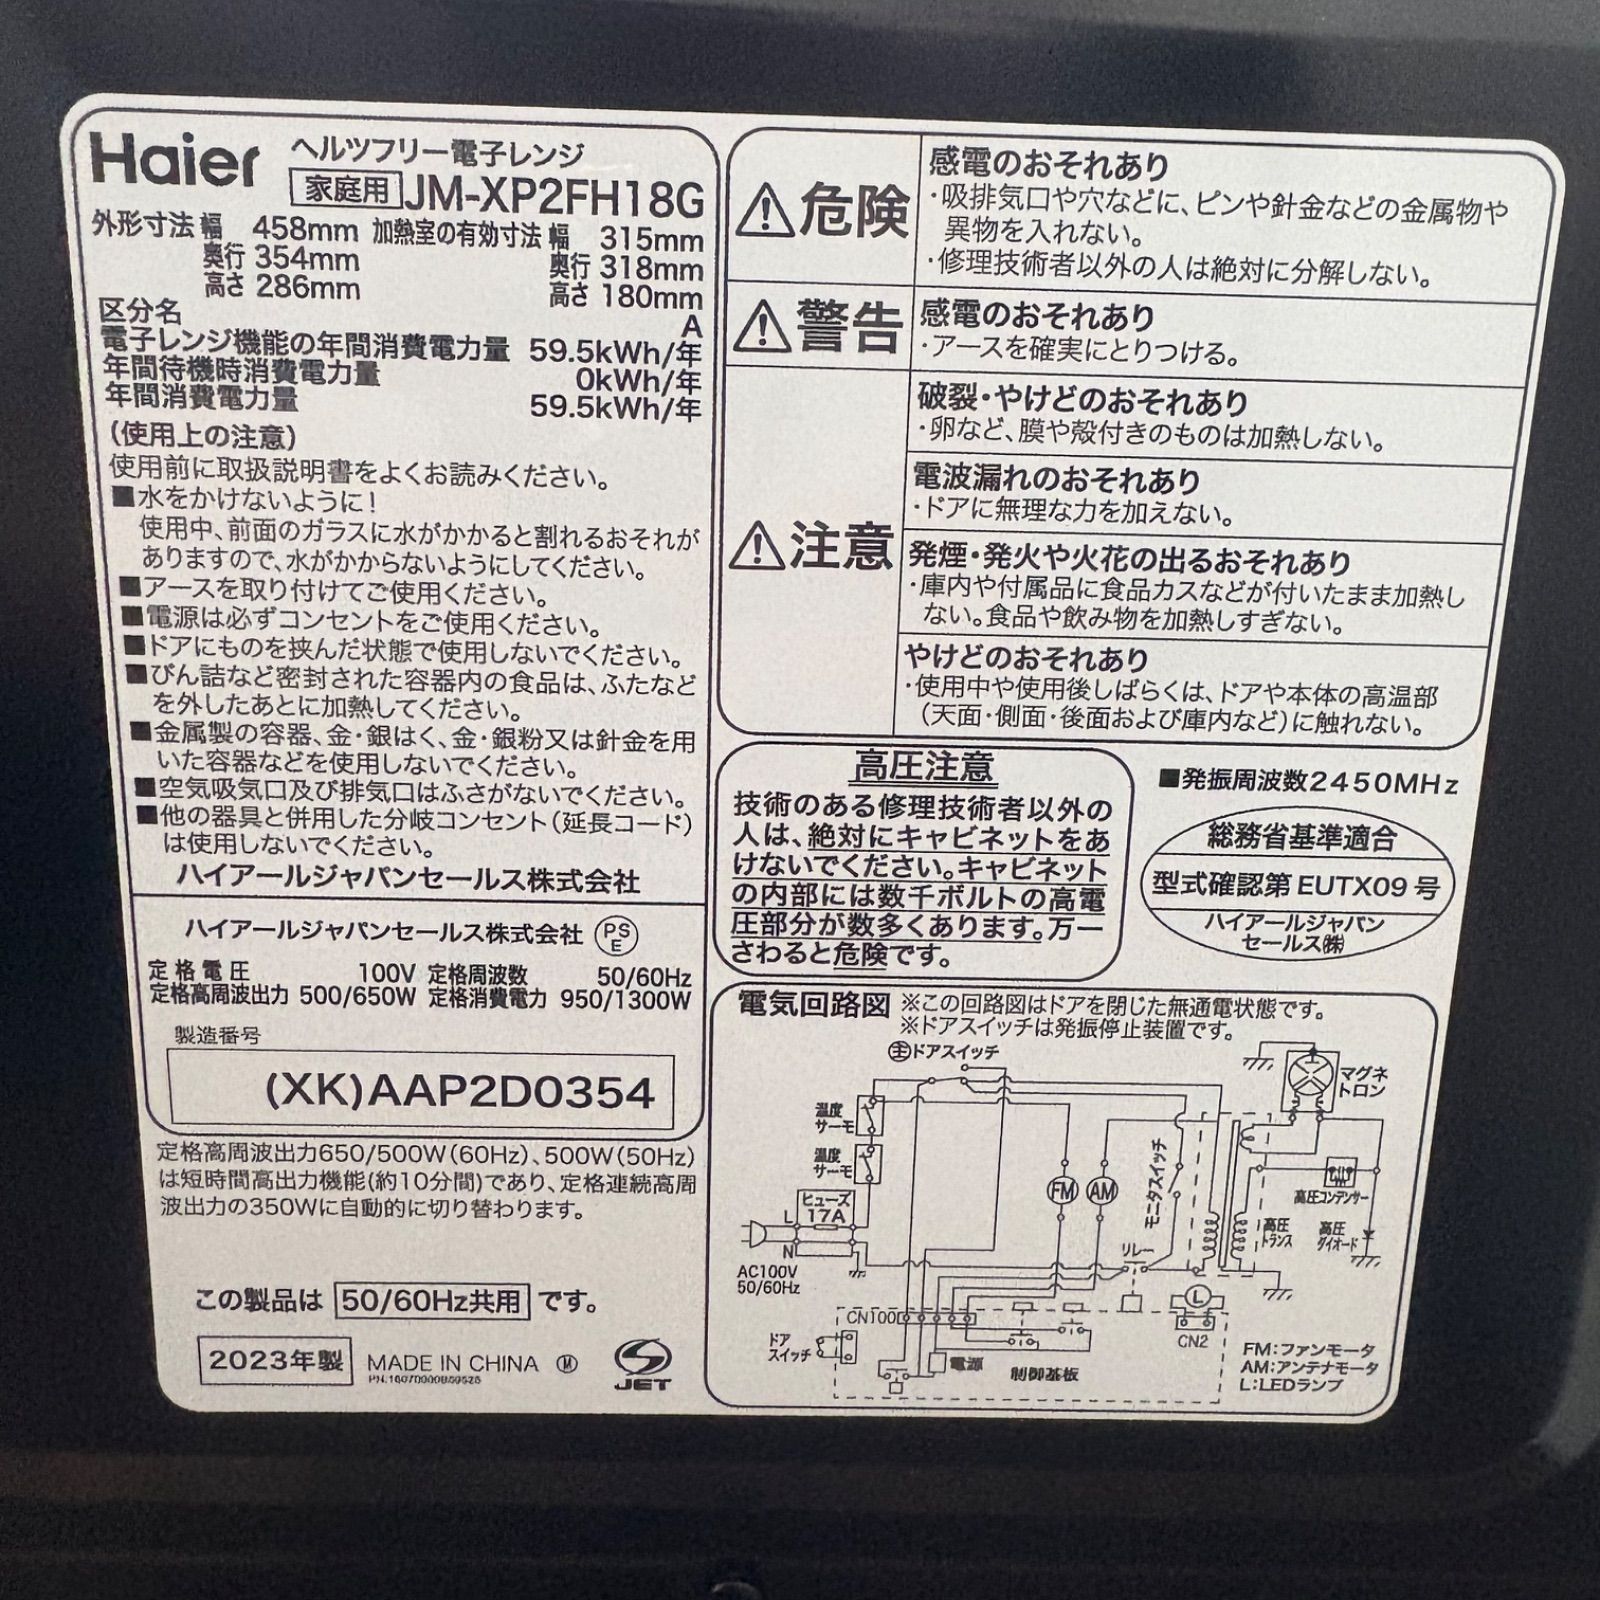 Haier ヘルツフリー電子レンジ
家庭用 JM-XP2FH18G
外形寸法 幅 458mm 加熱室の有効寸法 幅 315mm
奥行 354mm 奥行 318mm
高さ 286mm 高さ 180mm
区分名 A
電子レンジ機能の年間消費電力量 59.5kWh/年
年間待機時消費電力量 0kWh/年
年間消費電力量 59.5kWh/年
(使用上の注意)
使用前に取扱説明書をよくお読みください。
■水をかけないように!
使用中、前面のガラスに水がかかると割れるおそれが
ありますので、水がかからないようにしてください。
■アースを取り付けてご使用ください。
■電源は必ずコンセントをご使用ください。
■ドアにものを挟んだ状態で使用しないでください。
■びん詰など密封された容器内の食品は、ふたなど
を外したあとに加熱してください。
■金属製の容器、金・銀はく、金・銀粉又は針金を用
いた容器などを使用しないでください。
■空気吸気口及び排気口はふさがないでください。
■他の器具と併用した分岐コンセント(延長コード)
は使用しないでください。
ハイアールジャパンセールス株式会社
ハイアールジャパンセールス株式会社 PSE
定格電圧 100V 定格周波数 50/60Hz
定格高周波出力 500/650W 定格消費電力 950/1300W
製造番号
(XK)AAP2D0354
定格高周波出力650/500W(60Hz)、500W(50Hz)
は短時間高出力機能(約10分間)であり、定格連続高周
波出力の350Wに自動的に切り替わります。
この製品は 50/60Hz共用 です。
2023年製 MADE IN CHINA Ⓜ
JET
危険
感電のおそれあり
・吸排気口や穴などに、ピンや針金などの金属物や
異物を入れない。
・修理技術者以外の人は絶対に分解しない。
警告
感電のおそれあり
・アースを確実にとりつける。
注意
破裂・やけどのおそれあり
・卵など、膜や殻付きのものは加熱しない。
電波漏れのおそれあり
・ドアに無理な力を加えない。
発煙・発火や火花の出るおそれあり
・庫内や付属品に食品カスなどが付いたまま加熱し
ない。食品や飲み物を加熱しすぎない。
やけどのおそれあり
・使用中や使用後しばらくは、ドアや本体の高温部
(天面・側面・後面および庫内など)に触れない。
高圧注意
技術のある修理技術者以外の
人は、絶対にキャビネットをあ
けないでください。キャビネット
の内部には数千ボルトの高電
圧部分が数多くあります。万一
さわると危険です。
■発振周波数2450MHz
総務省基準適合
型式確認第 EUTX09 号
ハイアールジャパン
セールス㈱
電気回路図 ※この回路図はドアを閉じた無通電状態です。
※ドアスイッチは発振停止装置です。
主ドアスイッチ
マグネ
トロン
温度
サーモ
温度
サーモ
モニタスイッチ
FM AM
高圧コンデンサー
ヒューズ
17A
L
N
高圧
トランス
高圧
ダイオード
リレー
AC100V
50/60Hz
L
CN100
CN2
ドア
スイッチ
電源
制御基板
FM:ファンモータ
AM:アンテナモータ
L:LEDランプ